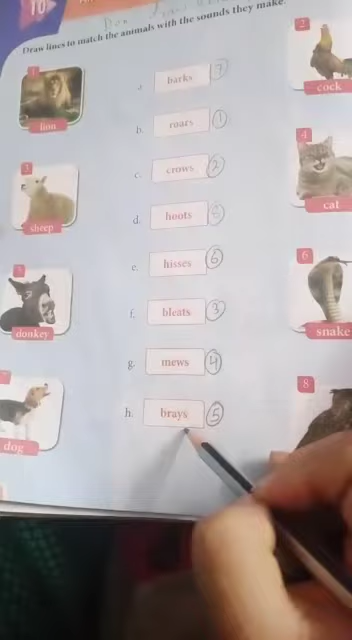 10
Draw lines to match the animals with the sounds they make.
1
lion
2
cock
a. barks 7
b. roars 1
3
sheep
4
cat
c. crows 2
d. hoots 8
5
donkey
6
snake
e. hisses 6
f. bleats 3
dog
8
g. mews 4
h. brays 5